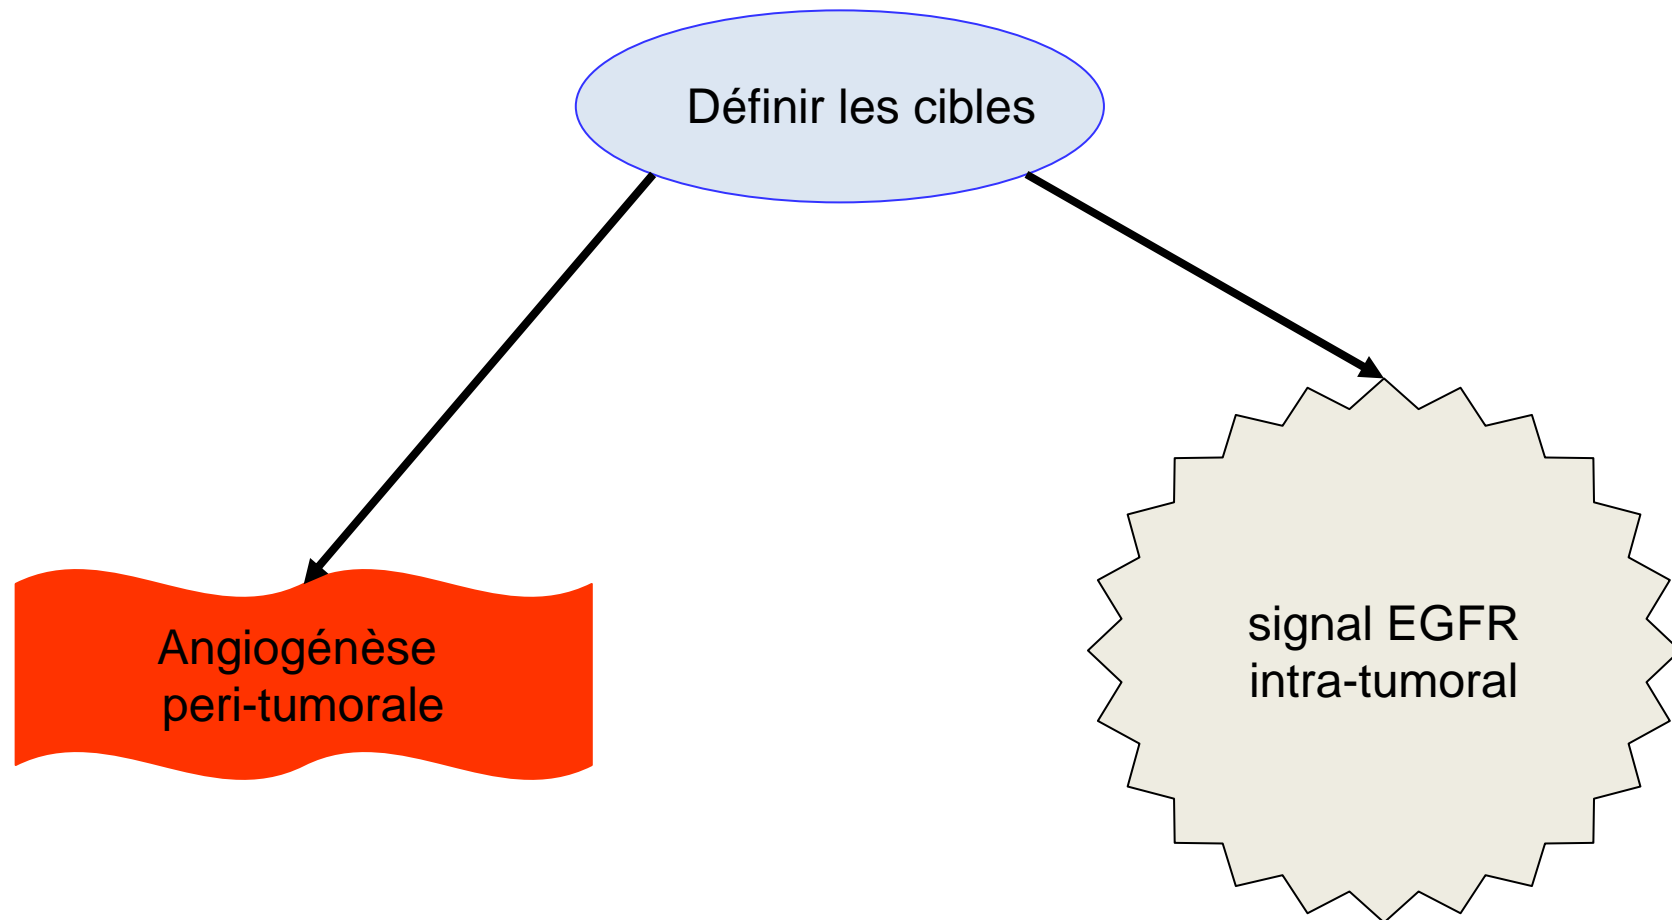 Définir les cibles
Angiogénèse
peri-tumorale
signal EGFR
intra-tumoral